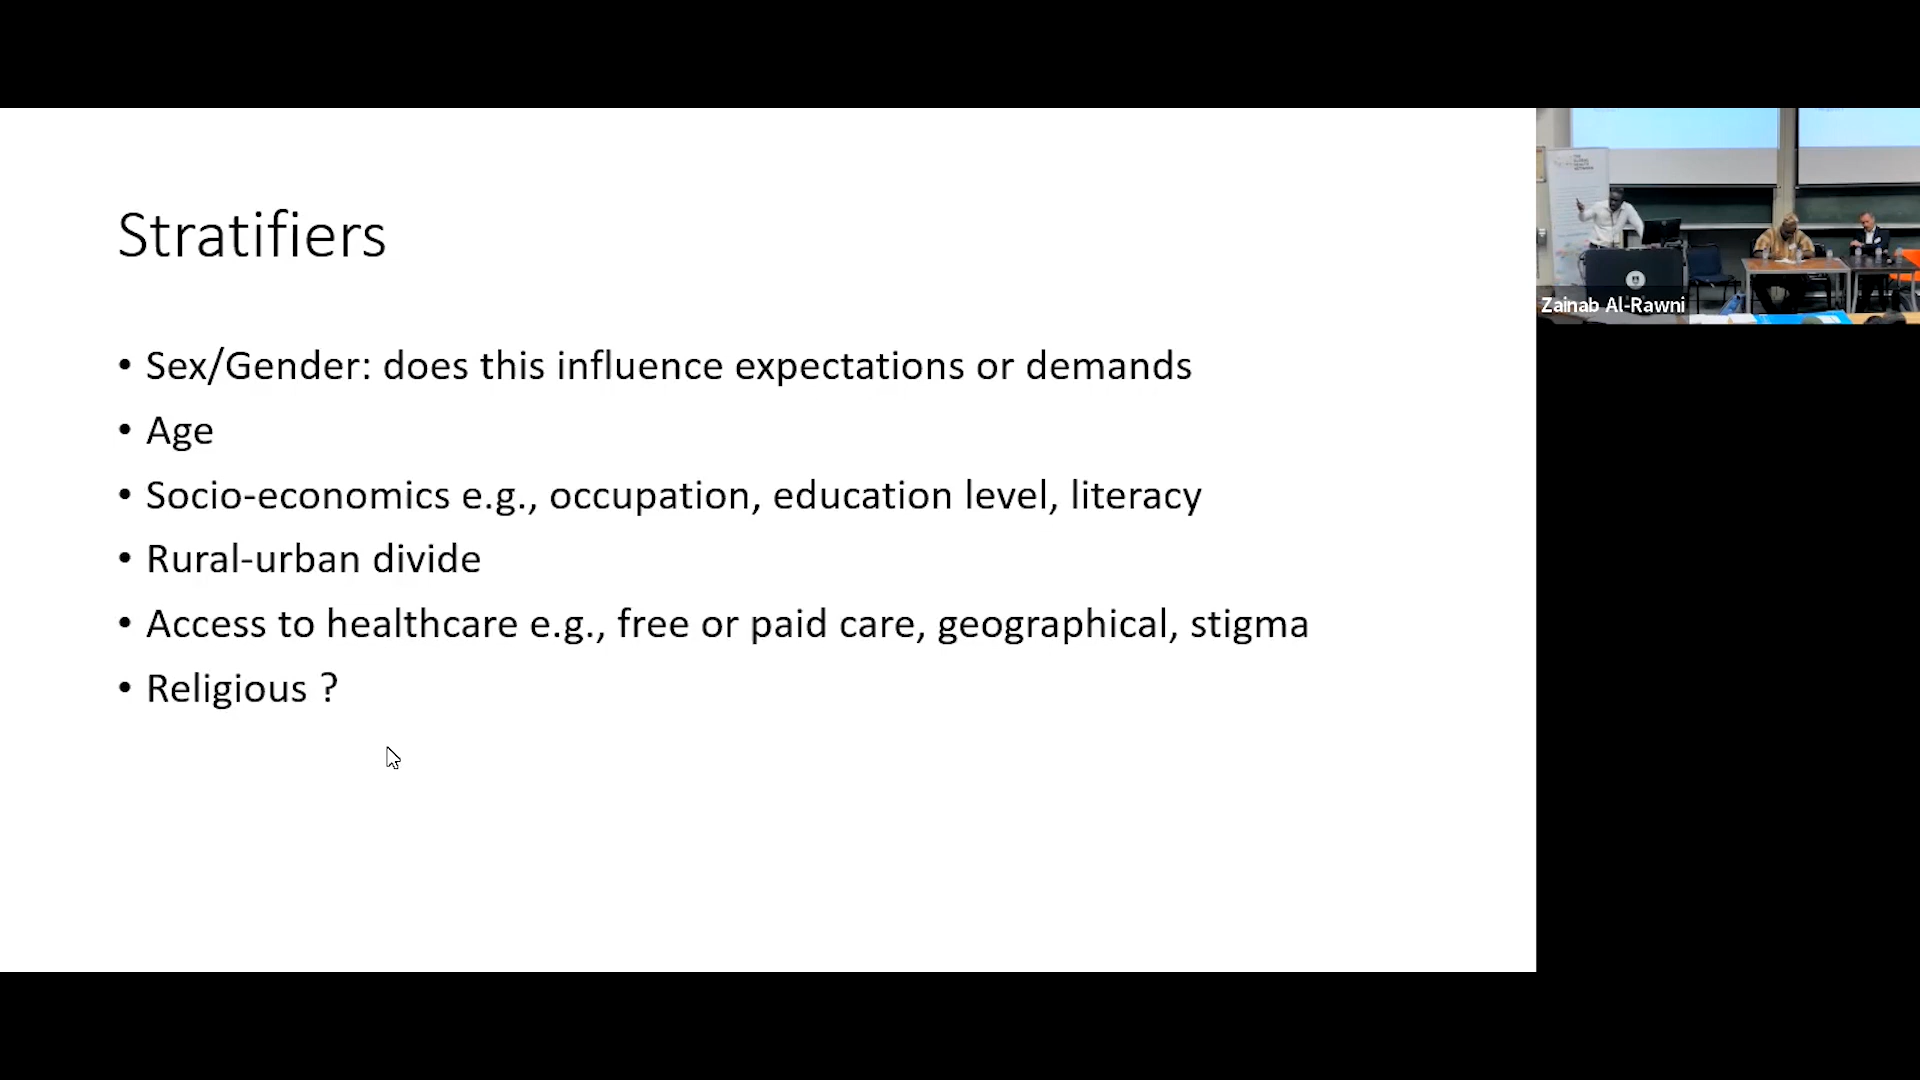 Stratifiers
• Sex/Gender: does this influence expectations or demands
• Age
• Socio-economics e.g., occupation, education level, literacy
• Rural-urban divide
• Access to healthcare e.g., free or paid care, geographical, stigma
• Religious ?
Zainab Al-Rawni